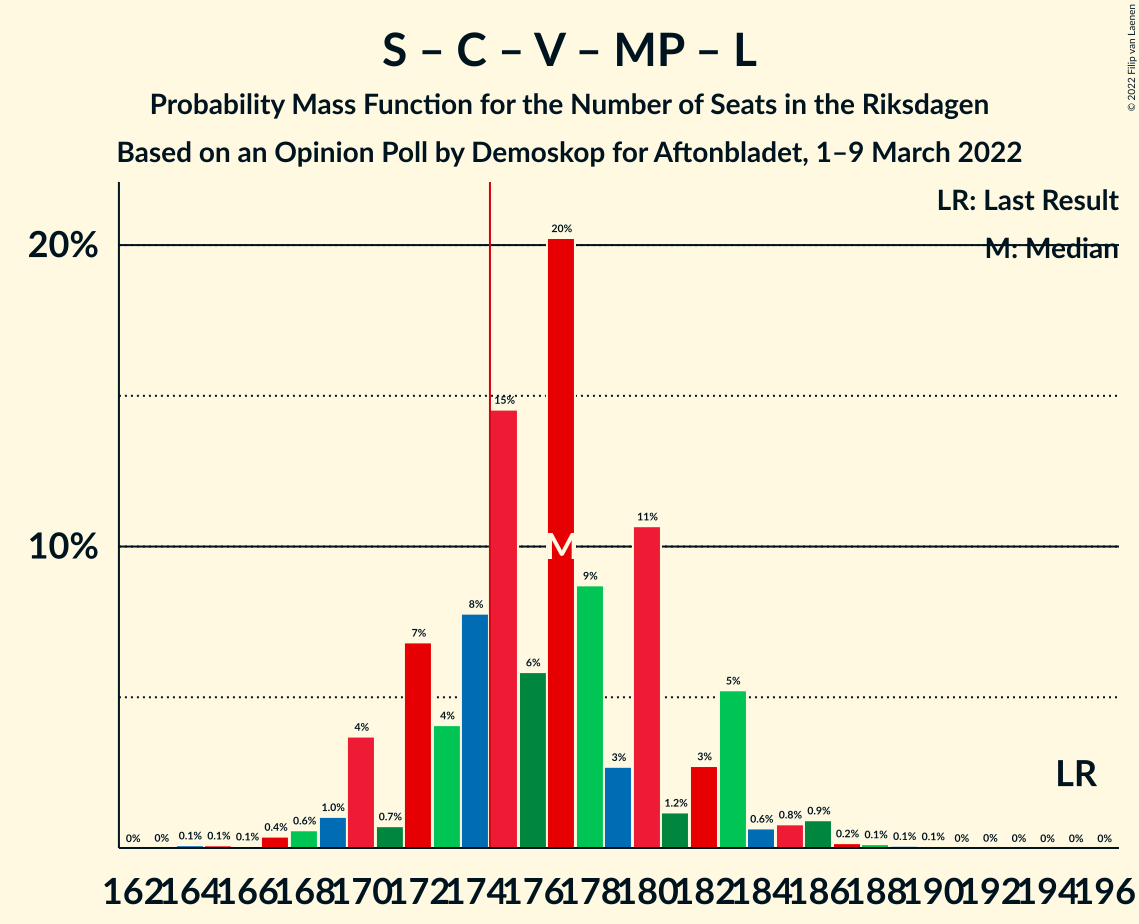 © 2022 Filip van Laenen
S – C – V – MP – L
Probability Mass Function for the Number of Seats in the Riksdagen
Based on an Opinion Poll by Demoskop for Aftonbladet, 1–9 March 2022
LR: Last Result
M: Median
20%
10%
0% 0% 0.1% 0.1% 0.1% 0.4% 0.6% 1.0% 4% 0.7% 7% 4% 8% 15% 6% 20% 9% 3% 11% 1.2% 3% 5% 0.6% 0.8% 0.9% 0.2% 0.1% 0.1% 0.1% 0% 0% 0% 0% 0% 0%
M
LR
162 164 166 168 170 172 174 176 178 180 182 184 186 188 190 192 194 196